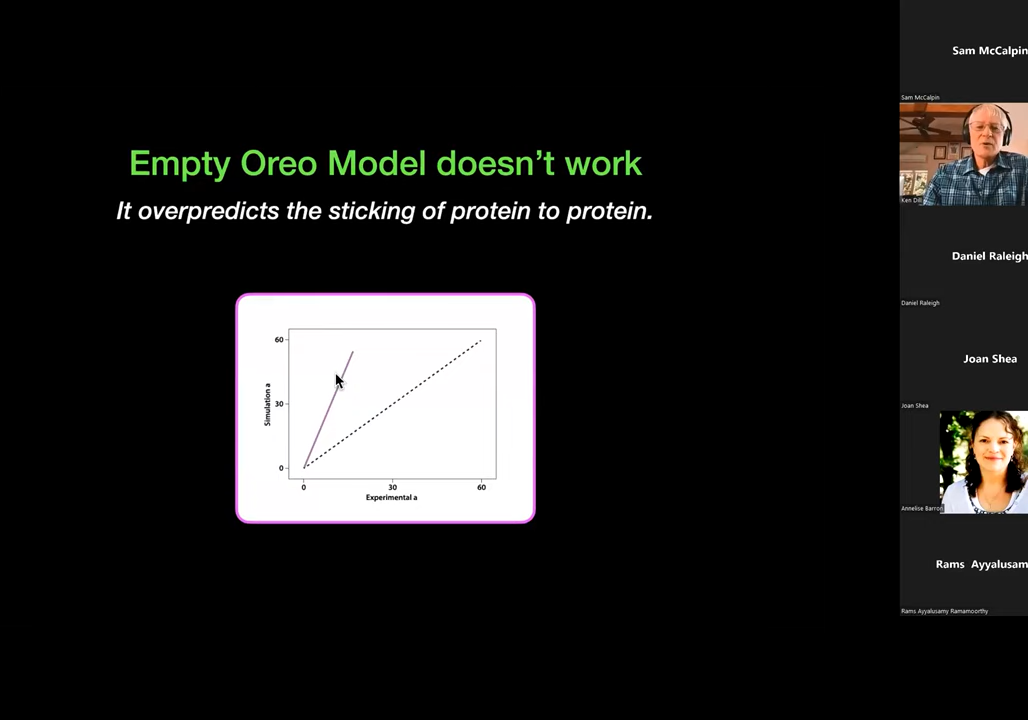 Empty Oreo Model doesn't work
It overpredicts the sticking of protein to protein.
60
30
0
Simulation a
0
30
60
Experimental a
Sam McCalpin
Sam McCalpin
Ken Dill
Daniel Raleigh
Daniel Raleigh
Joan Shea
Joan Shea
Annelise Barron
Rams Ayyalusam
Rams Ayyalusamy Ramamoorthy